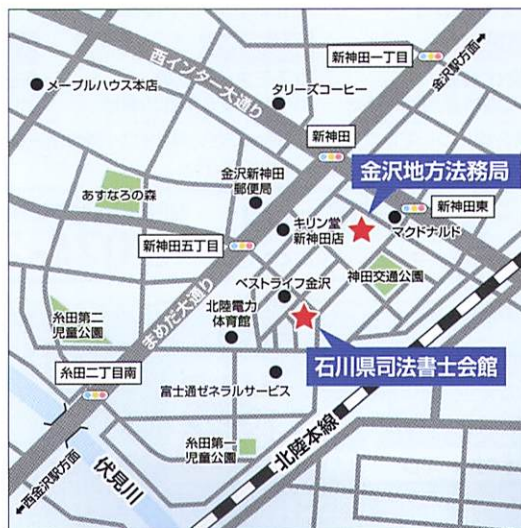 新神田一丁目
金沢駅方面
西インター大通り
メープルハウス本店
タリーズコーヒー
新神田
金沢地方法務局
金沢新神田
郵便局
あすなろの森
新神田東
マクドナルド
キリン堂
新神田店
新神田五丁目
神田交通公園
ベストライフ金沢
まめだ大通り
北陸電力
体育館
糸田第二
児童公園
石川県司法書士会館
糸田二丁目南
富士通ゼネラルサービス
北陸本線
糸田第一
児童公園
伏見川
西金沢駅方面